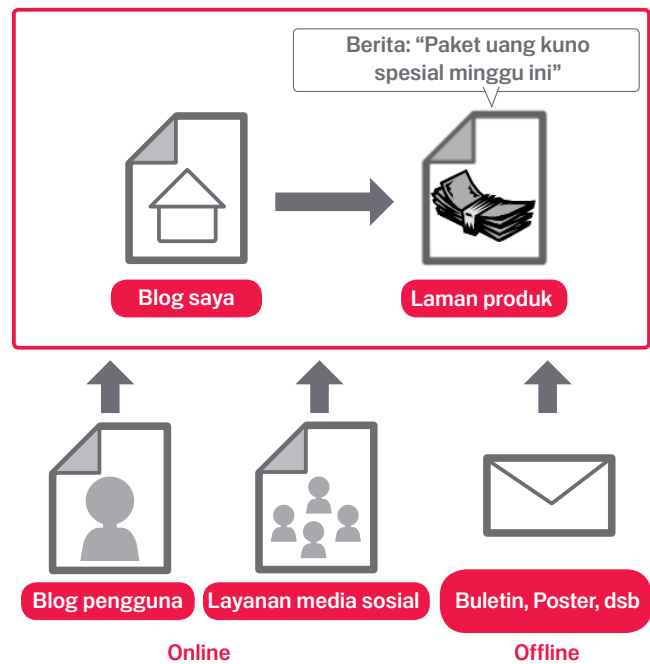 Berita: “Paket uang kuno
spesial minggu ini”
Blog saya
Laman produk
Blog pengguna
Layanan media sosial
Buletin, Poster, dsb
Online
Offline